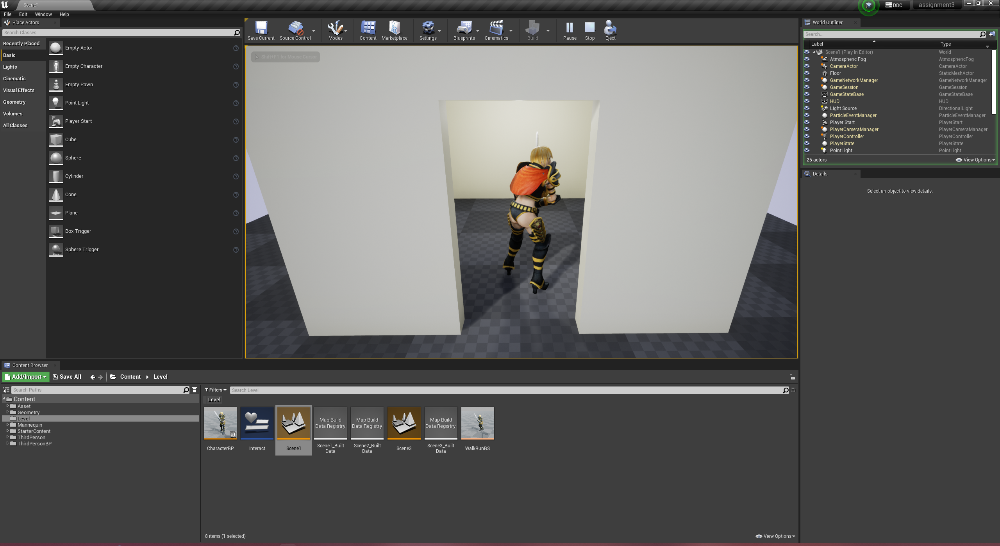 Scene1
DDC
assignment3
File
Edit
Window
Help
Place Actors
Search Classes
Recently Placed
Basic
Lights
Cinematic
Visual Effects
Geometry
Volumes
All Classes
Empty Actor
Empty Character
Empty Pawn
Point Light
Player Start
Cube
Sphere
Cylinder
Cone
Plane
Box Trigger
Sphere Trigger
Save Current
Source Control
Modes
Content
Marketplace
Settings
Blueprints
Cinematics
Build
Pause
Stop
Eject
Shift+F1 for Mouse Cursor
World Outliner
Search...
Label
Type
Scene1 (Play In Editor) World
Atmospheric Fog AtmosphericFog
CameraActor CameraActor
Floor StaticMeshActor
GameNetworkManager GameNetworkManager
GameSession GameSession
GameStateBase GameStateBase
HUD HUD
Light Source DirectionalLight
ParticleEventManager ParticleEventManager
Player Start PlayerStart
PlayerCameraManager PlayerCameraManager
PlayerController PlayerController
PlayerState PlayerState
PointLight PointLight
25 actors
View Options
Details
Select an object to view details.
Content Browser
Add/Import
Save All
Content
Level
Search Paths
Content
Asset
Geometry
Level
Mannequin
StarterContent
ThirdPerson
ThirdPersonBP
Filters
Search Level
Level
Map Build
Data Registry
Map Build
Data Registry
Map Build
Data Registry
CharacterBP
Interact
Scene1
Scene1_Built
Data
Scene2_Built
Data
Scene3
Scene3_Built
Data
WalkRunBS
8 items (1 selected)
View Options